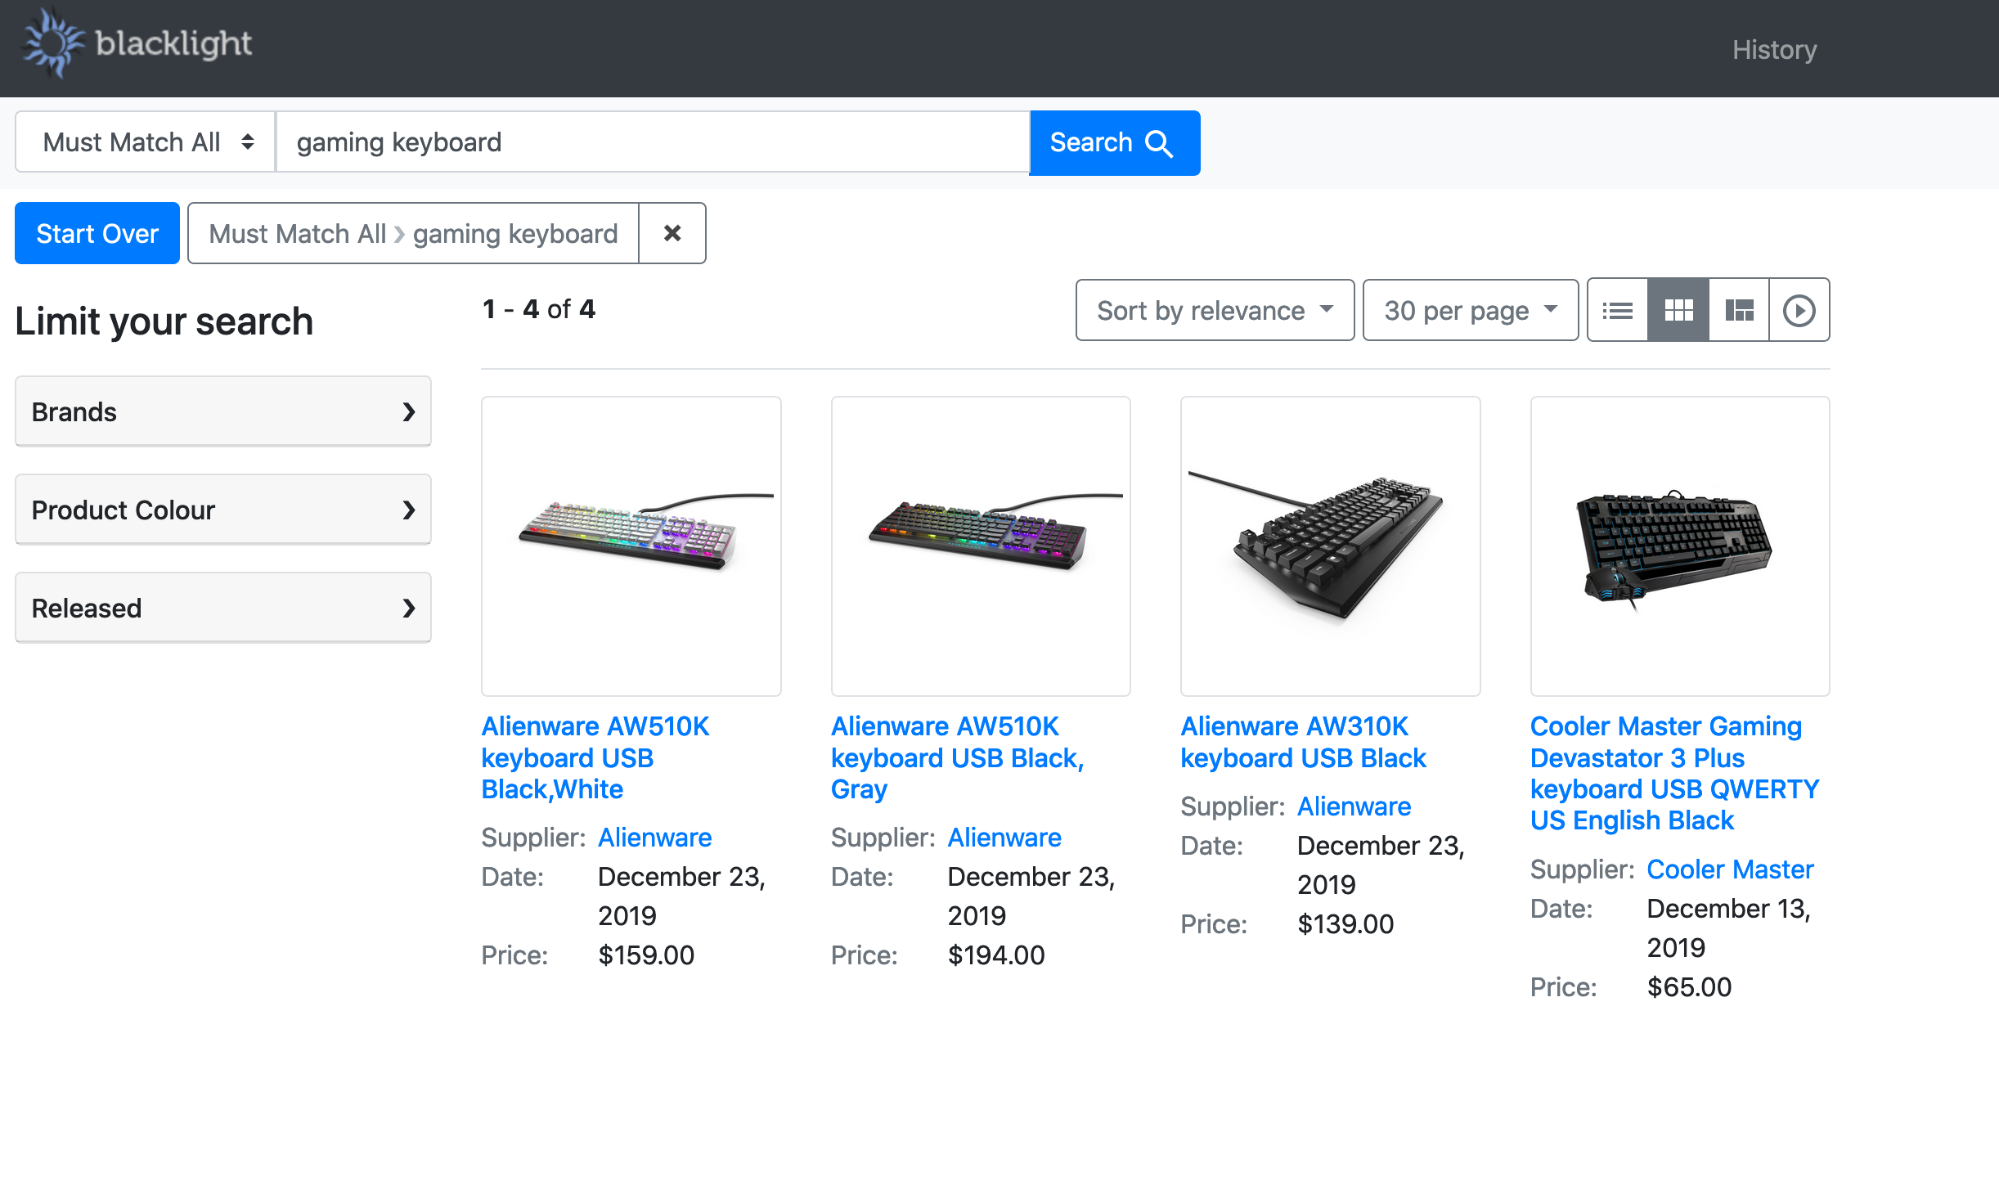 blacklight
History
Must Match All
gaming keyboard
Search
Start Over
Must Match All › gaming keyboard ×
Limit your search
1 - 4 of 4
Sort by relevance
30 per page
Brands
Product Colour
Released
Alienware AW510K
keyboard USB
Black,White
Supplier: Alienware
Date: December 23,
2019
Price: $159.00
Alienware AW510K
keyboard USB Black,
Gray
Supplier: Alienware
Date: December 23,
2019
Price: $194.00
Alienware AW310K
keyboard USB Black
Supplier: Alienware
Date: December 23,
2019
Price: $139.00
Cooler Master Gaming
Devastator 3 Plus
keyboard USB QWERTY
US English Black
Supplier: Cooler Master
Date: December 13,
2019
Price: $65.00